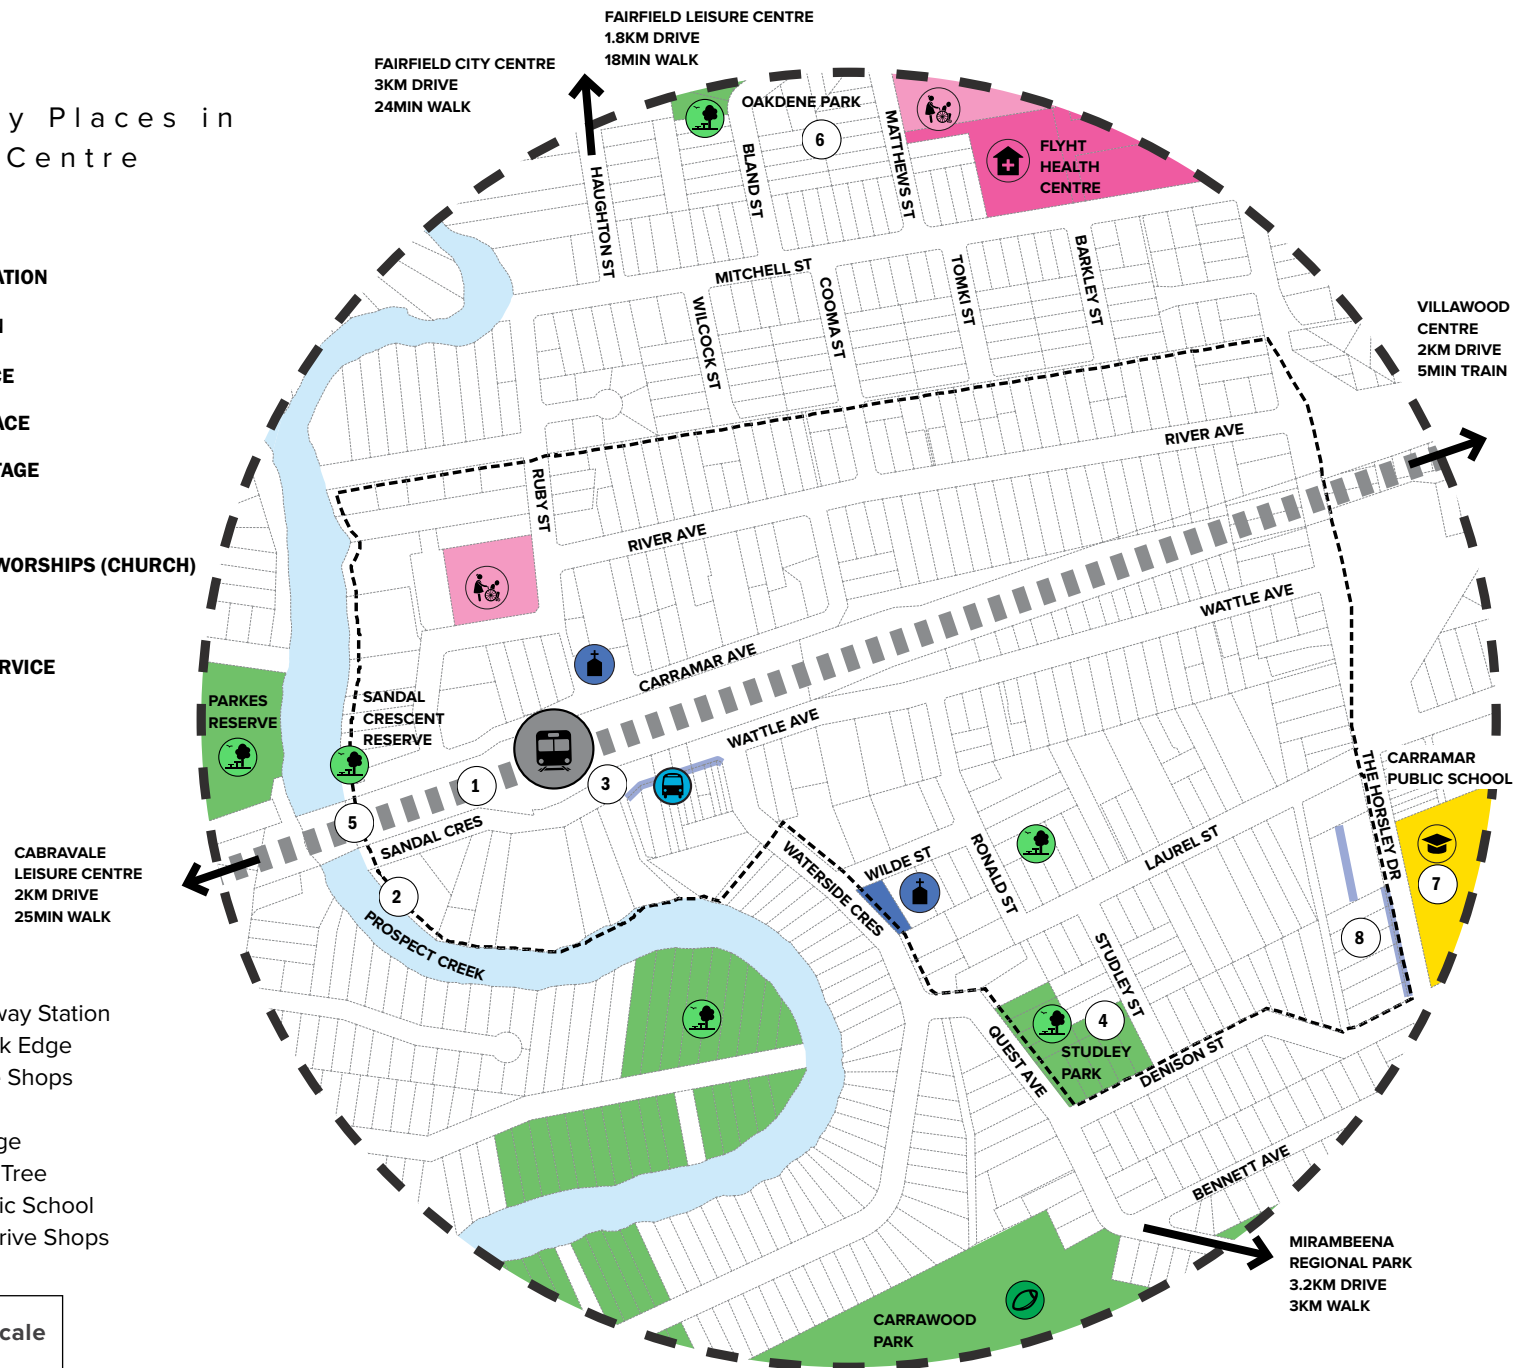 FAIRFIELD LEISURE CENTRE
1.8KM DRIVE
18MIN WALK
FAIRFIELD CITY CENTRE
3KM DRIVE
24MIN WALK
y Places in
Centre
OAKDENE PARK
6
MATTHEWS ST
BLAND ST
FLYHT
HEALTH
CENTRE
HAUGHTON ST
MITCHELL ST
WILCOCK ST
COOMA ST
TOMKI ST
BARKLEY ST
ATION
CE
ACE
TAGE
WORSHIPS (CHURCH)
RVICE
VILLAWOOD
CENTRE
2KM DRIVE
5MIN TRAIN
RIVER AVE
RUBY ST
RIVER AVE
WATTLE AVE
CARRAMAR AVE
WATTLE AVE
PARKES
RESERVE
SANDAL
CRESCENT
RESERVE
1
3
5
SANDAL CRES
2
PROSPECT CREEK
CABRAVALE
LEISURE CENTRE
2KM DRIVE
25MIN WALK
THE HORSLEY DR
CARRAMAR
PUBLIC SCHOOL
7
8
WATERSIDE CRES
WILDE ST
RONALD ST
LAUREL ST
STUDLEY ST
4
STUDLEY
PARK
QUEST AVE
DENISON ST
BENNETT AVE
way Station
k Edge
e Shops
ge
Tree
ic School
rive Shops
cale
CARRAWOOD
PARK
MIRAMBEENA
REGIONAL PARK
3.2KM DRIVE
3KM WALK